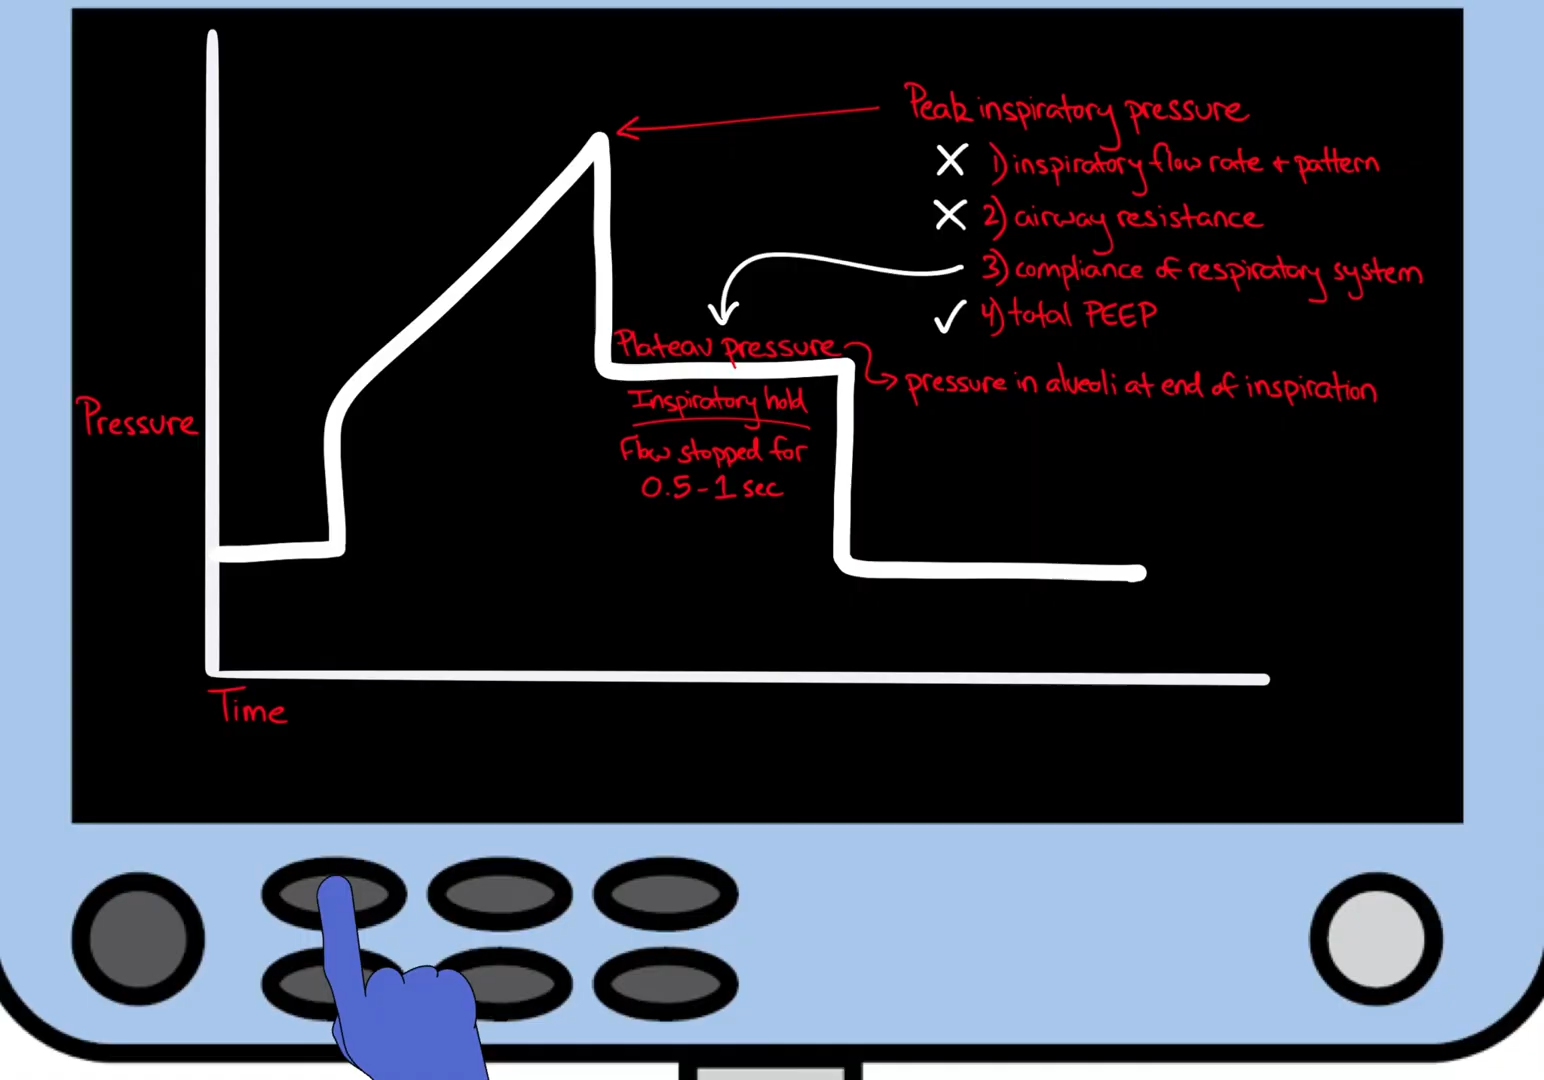 Peak inspiratory pressure
1) inspiratory flow rate + pattern
2) airway resistance
3) compliance of respiratory system
4) total PEEP
Plateau pressure
pressure in alveoli at end of inspiration
Inspiratory hold
Flow stopped for
0.5-1 sec
Pressure
Time